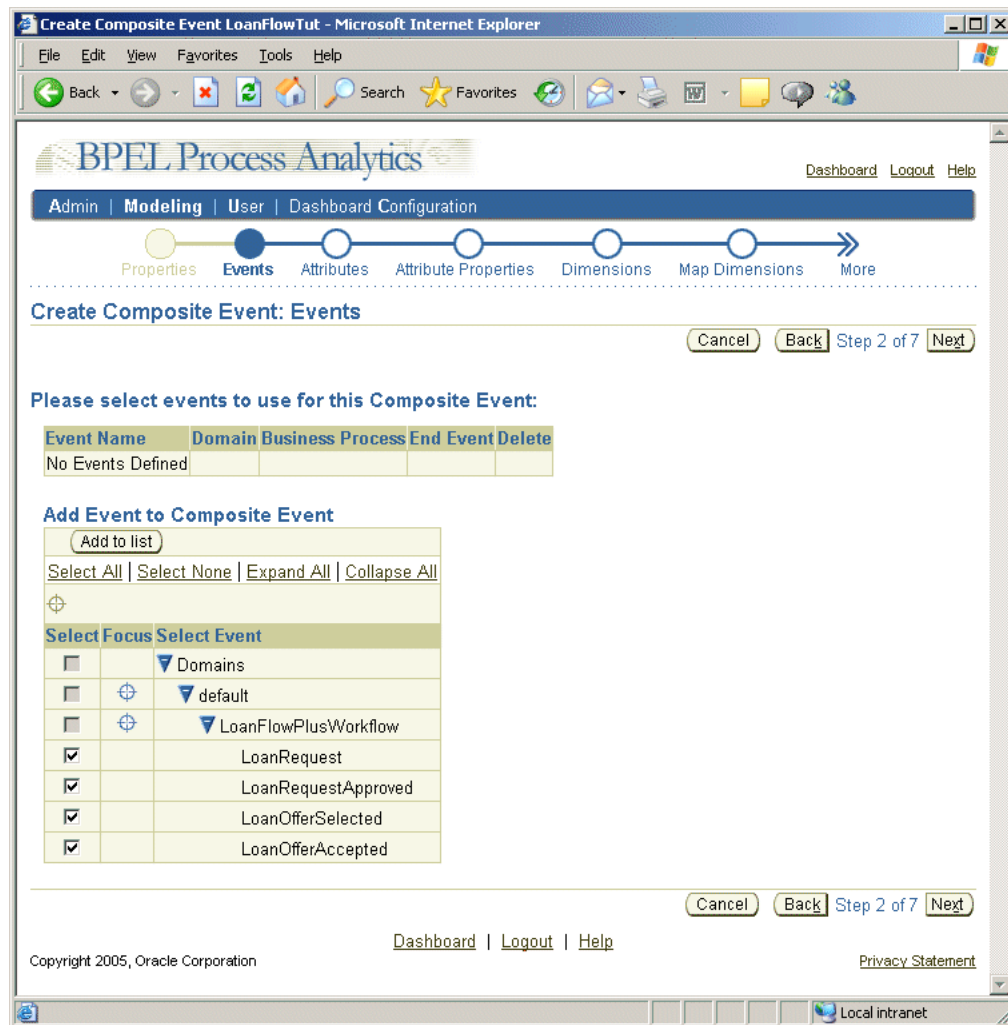 Create Composite Event LoanFlowTut - Microsoft Internet Explorer
File Edit View Favorites Tools Help
Back Search Favorites
BPEL Process Analytics
Dashboard Logout Help
Admin | Modeling | User | Dashboard Configuration
Properties Events Attributes Attribute Properties Dimensions Map Dimensions More
Create Composite Event: Events
Cancel Back Step 2 of 7 Next
Please select events to use for this Composite Event:
Event Name Domain Business Process End Event Delete
No Events Defined
Add Event to Composite Event
Add to list
Select All | Select None | Expand All | Collapse All
Select Focus Select Event
Domains
default
LoanFlowPlusWorkflow
LoanRequest
LoanRequestApproved
LoanOfferSelected
LoanOfferAccepted
Cancel Back Step 2 of 7 Next
Dashboard | Logout | Help
Copyright 2005, Oracle Corporation Privacy Statement
Local intranet